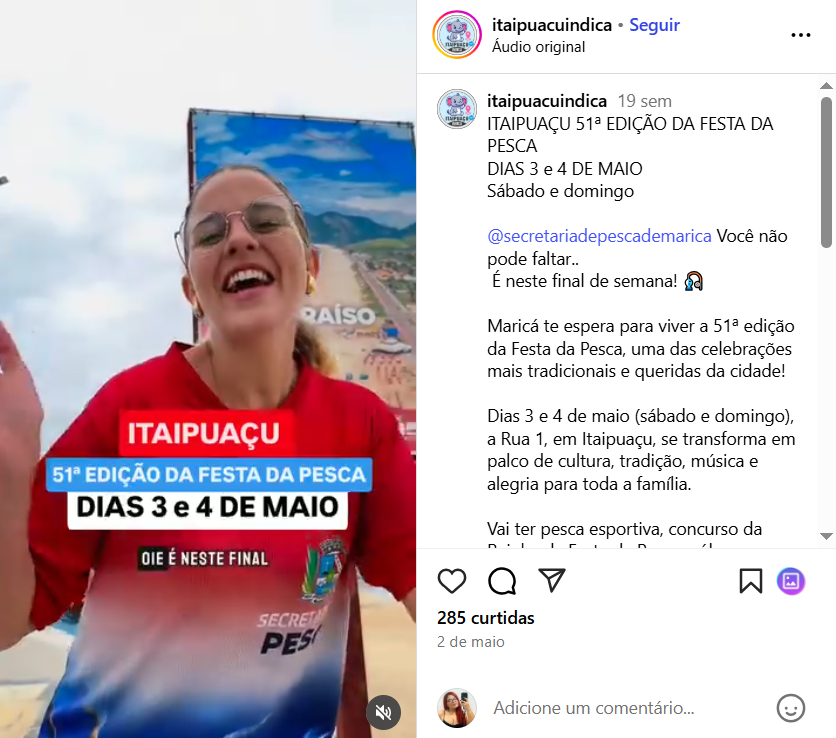 RAÍSO
ITAIPUAÇU
51ª EDIÇÃO DA FESTA DA PESCA
DIAS 3 e 4 DE MAIO
OIE É NESTE FINAL
PESC
itaipuacuindica • Seguir
Áudio original
itaipuacuindica 19 sem
ITAIPUAÇU 51ª EDIÇÃO DA FESTA DA
PESCA
DIAS 3 e 4 DE MAIO
Sábado e domingo
@secretariadepescademarica Você não
pode faltar..
É neste final de semana!
Maricá te espera para viver a 51ª edição
da Festa da Pesca, uma das celebrações
mais tradicionais e queridas da cidade!
Dias 3 e 4 de maio (sábado e domingo),
a Rua 1, em Itaipuaçu, se transforma em
palco de cultura, tradição, música e
alegria para toda a família.
Vai ter pesca esportiva, concurso da
285 curtidas
2 de maio
Adicione um comentário...